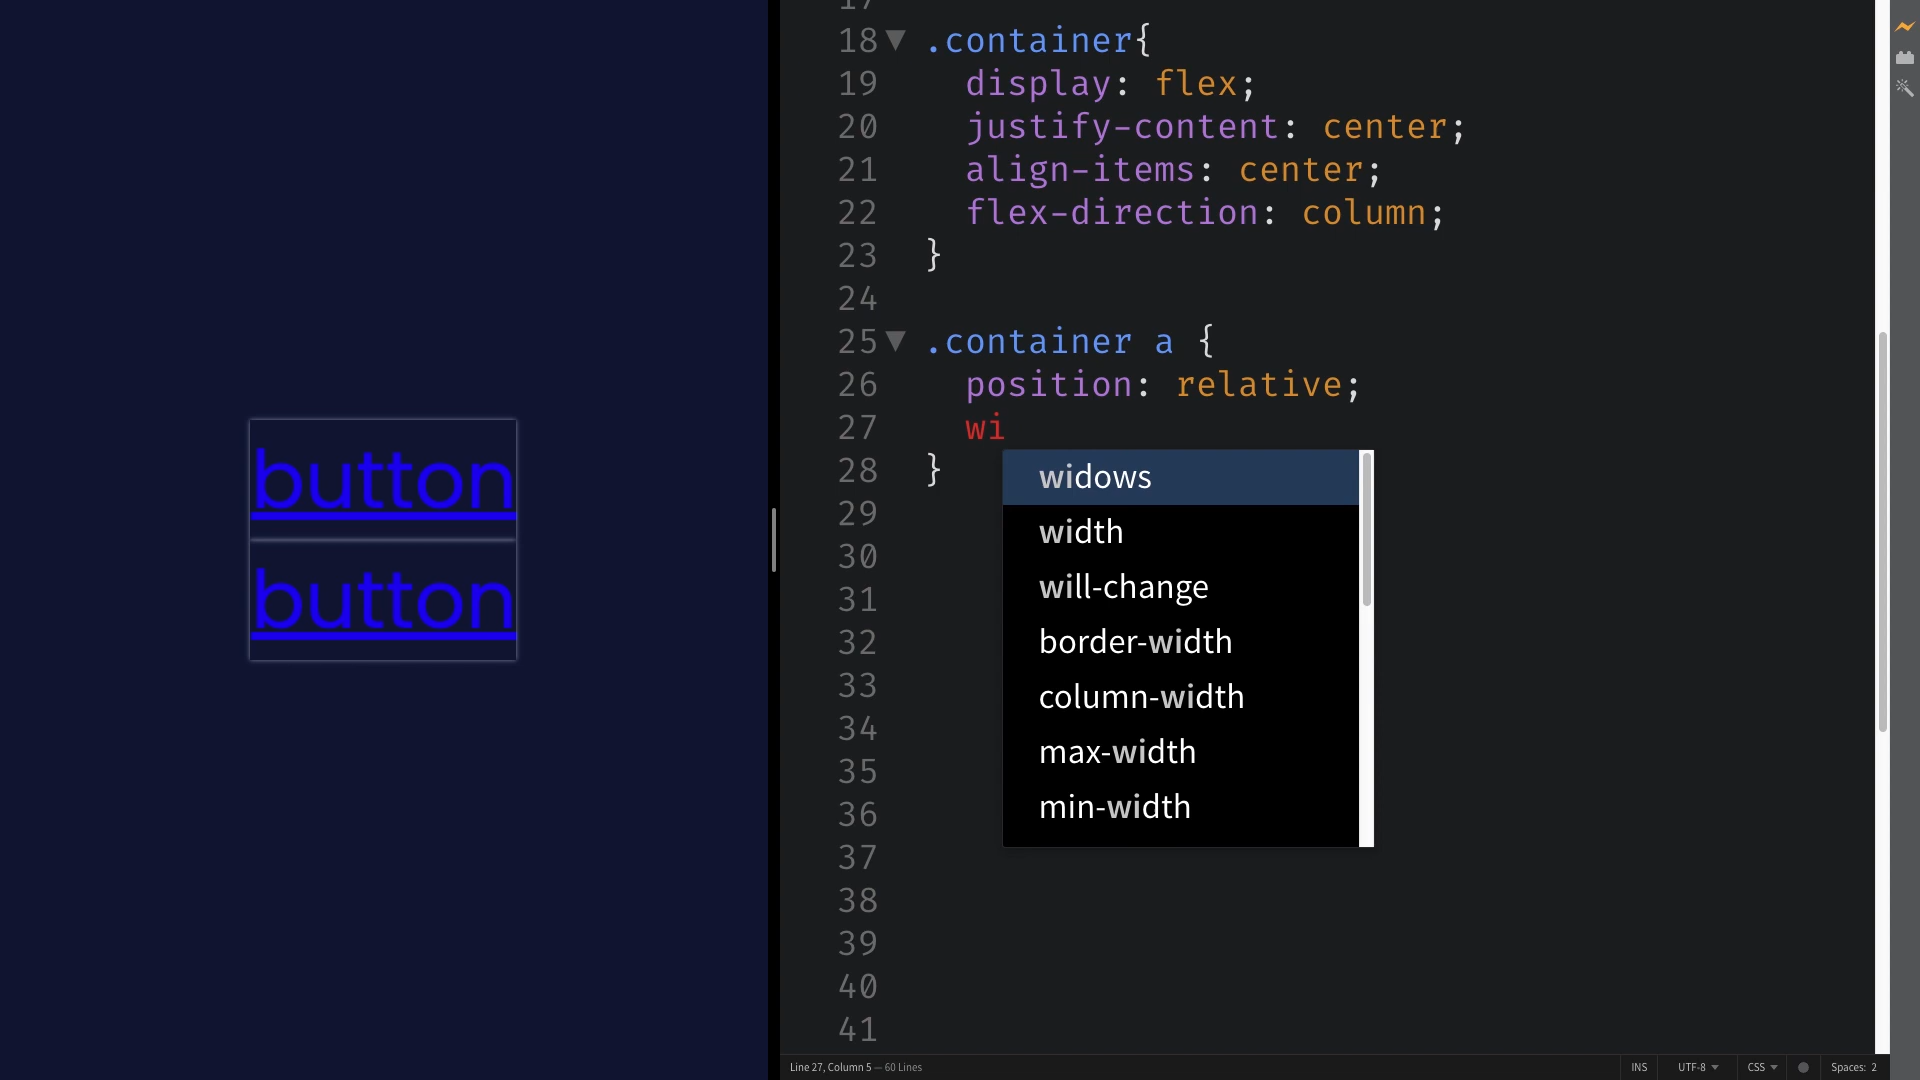 button
button
17
18 .container{
19 display: flex;
20 justify-content: center;
21 align-items: center;
22 flex-direction: column;
23 }
24
25 .container a {
26 position: relative;
27 wi
28 }
29
30
31
32
33
34
35
36
37
38
39
40
41
widows
width
will-change
border-width
column-width
max-width
min-width
Line 27, Column 5 — 60 Lines
INS UTF-8 CSS Spaces: 2